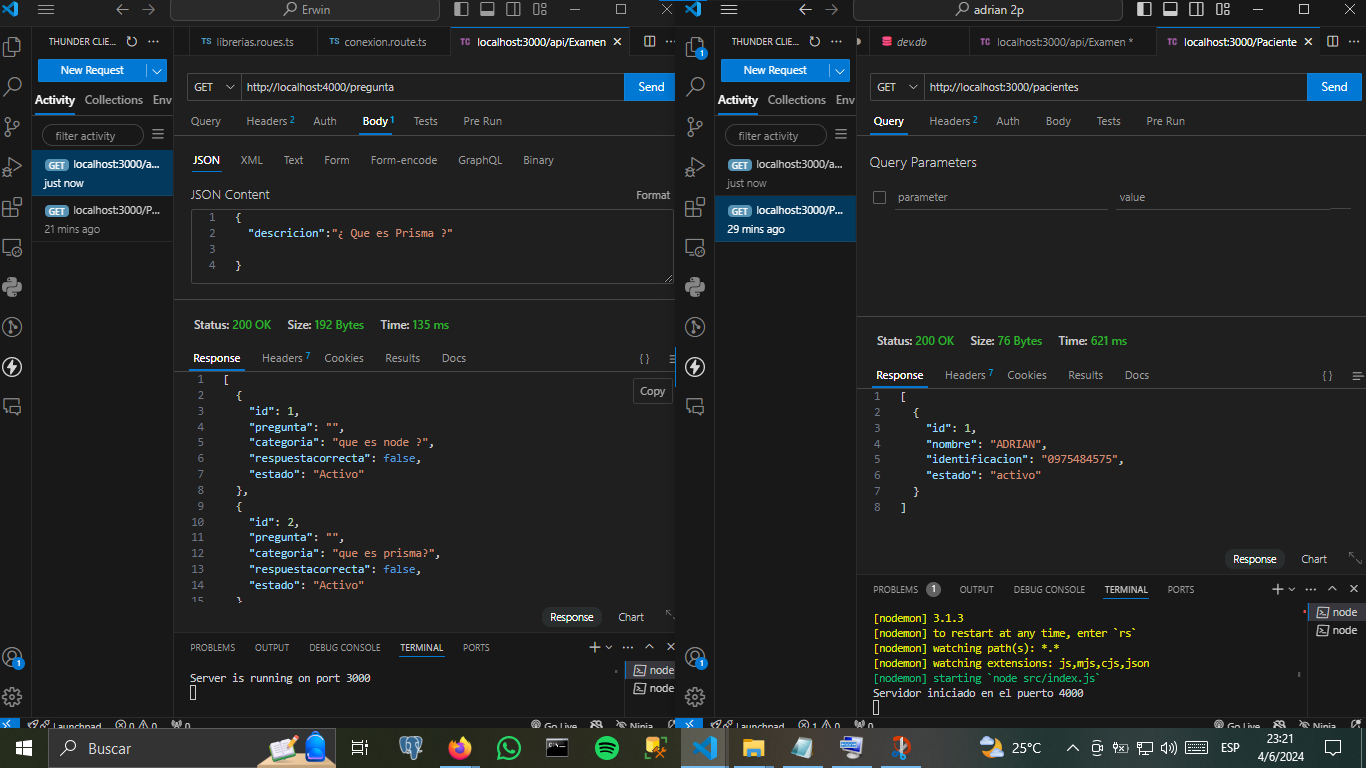 Erwin
THUNDER CLIE...
librerias.roues.ts
conexion.route.ts
localhost:3000/api/Examen
New Request
GET
http://localhost:4000/pregunta
Send
Activity
Collections
Env
Query
Headers 2
Auth
Body 1
Tests
Pre Run
filter activity
JSON
XML
Text
Form
Form-encode
GraphQL
Binary
GET localhost:3000/a...
just now
GET localhost:3000/P...
21 mins ago
JSON Content
Format
1 {
2 "descricion":"¿ Que es Prisma ?"
3
4 }
Status: 200 OK
Size: 192 Bytes
Time: 135 ms
Response
Headers 7
Cookies
Results
Docs
{ }
Copy
1 [
2 {
3 "id": 1,
4 "pregunta": "",
5 "categoria": "que es node ?",
6 "respuestacorrecta": false,
7 "estado": "Activo"
8 },
9 {
10 "id": 2,
11 "pregunta": "",
12 "categoria": "que es prisma?",
13 "respuestacorrecta": false,
14 "estado": "Activo"
15 }
Response
Chart
PROBLEMS
OUTPUT
DEBUG CONSOLE
TERMINAL
PORTS
Server is running on port 3000
node
node
1
Launchpad
0
0
0
Go Live
Ninja
adrian 2p
THUNDER CLIE...
dev.db
localhost:3000/api/Examen *
localhost:3000/Paciente
1
New Request
GET
http://localhost:3000/pacientes
Send
Activity
Collections
Env
Query
Headers 2
Auth
Body
Tests
Pre Run
filter activity
GET localhost:3000/a...
just now
GET localhost:3000/P...
29 mins ago
Query Parameters
parameter
value
Status: 200 OK
Size: 76 Bytes
Time: 621 ms
Response
Headers 7
Cookies
Results
Docs
{ }
1 [
2 {
3 "id": 1,
4 "nombre": "ADRIAN",
5 "identificacion": "0975484575",
6 "estado": "activo"
7 }
8 ]
Response
Chart
PROBLEMS 1
OUTPUT
DEBUG CONSOLE
TERMINAL
PORTS
[nodemon] 3.1.3
[nodemon] to restart at any time, enter `rs`
[nodemon] watching path(s): *.*
[nodemon] watching extensions: js,mjs,cjs,json
[nodemon] starting `node src/index.js`
Servidor iniciado en el puerto 4000
node
node
1
Launchpad
1
0
0
Go Live
Ninja
Buscar
25°C
ESP
23:21
4/6/2024